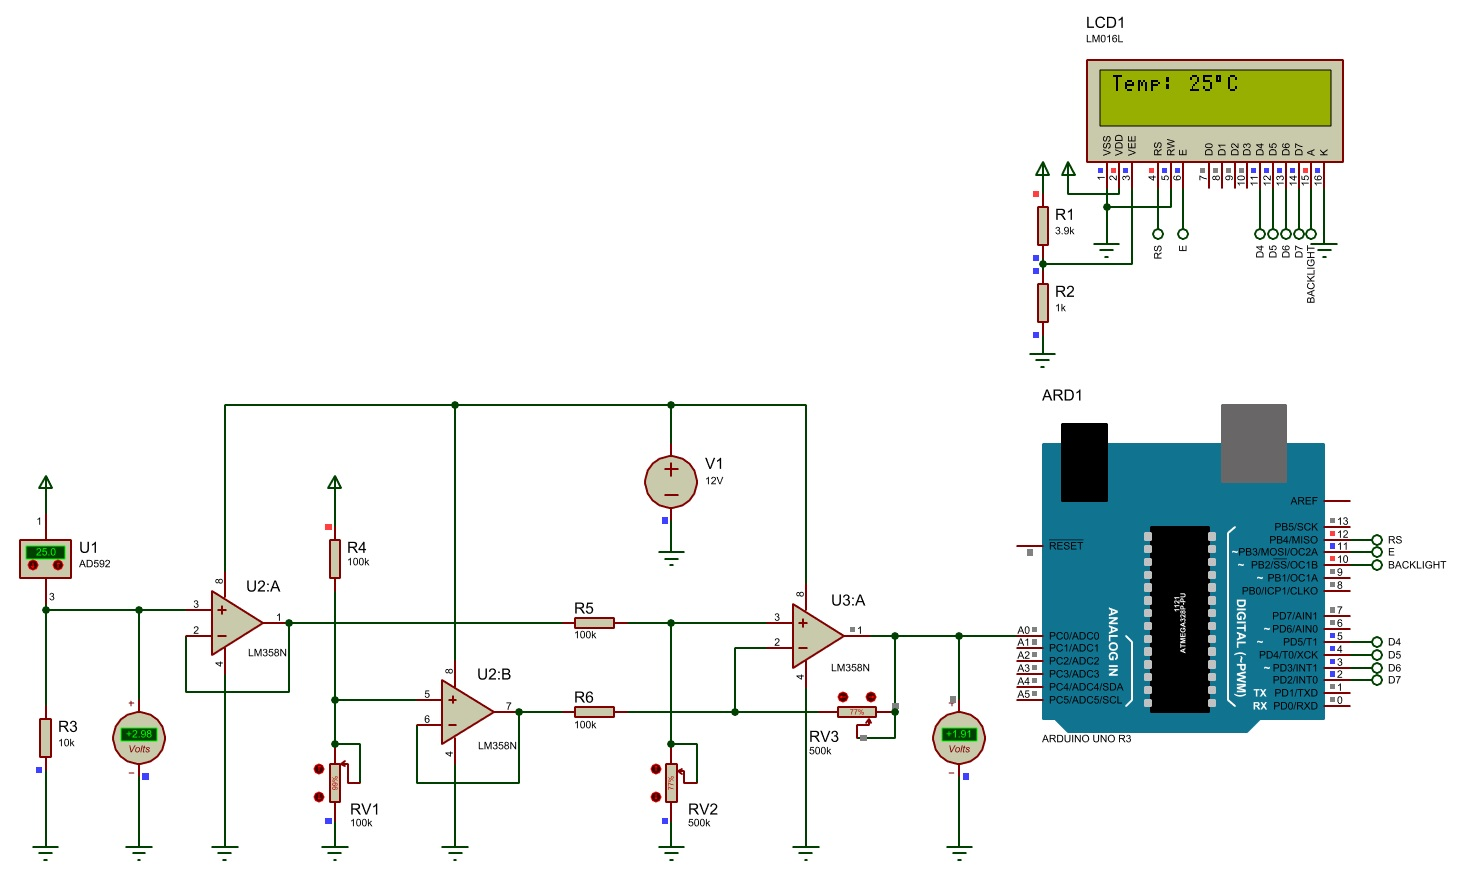 LCD1
LM016L
Temp: 25°C
VSS
VDD
VEE
RS
RW
E
D0
D1
D2
D3
D4
D5
D6
D7
A
K
1
2
3
4
5
6
7
8
9
10
11
12
13
14
15
16
R1
3.9k
R2
1k
RS
E
D4
D5
D6
D7
BACKLIGHT
ARD1
V1
12V
1
U1
25.0
AD592
3
R3
10k
+2.98
Volts
U2:A
3
2
1
8
4
LM358N
R4
100k
RV1
100k
99%
U2:B
5
6
7
8
4
LM358N
R5
100k
R6
100k
RV2
500k
77%
U3:A
3
2
1
8
4
LM358N
RV3
500k
77%
+1.91
Volts
RESET
AREF
PB5/SCK 13
PB4/MISO 12 RS
~PB3/MOSI/OC2A 11 E
~ PB2/SS/OC1B 10 BACKLIGHT
~ PB1/OC1A 9
PB0/ICP1/CLKO 8
PD7/AIN1 7
~ PD6/AIN0 6
~ PD5/T1 5 D4
PD4/T0/XCK 4 D5
~ PD3/INT1 3 D6
PD2/INT0 2 D7
TX PD1/TXD 1
RX PD0/RXD 0
A0 PC0/ADC0
A1 PC1/ADC1
A2 PC2/ADC2
A3 PC3/ADC3
A4 PC4/ADC4/SDA
A5 PC5/ADC5/SCL
ANALOG IN
1121
ATMEGA328P-PU
DIGITAL (~PWM)
ARDUINO UNO R3